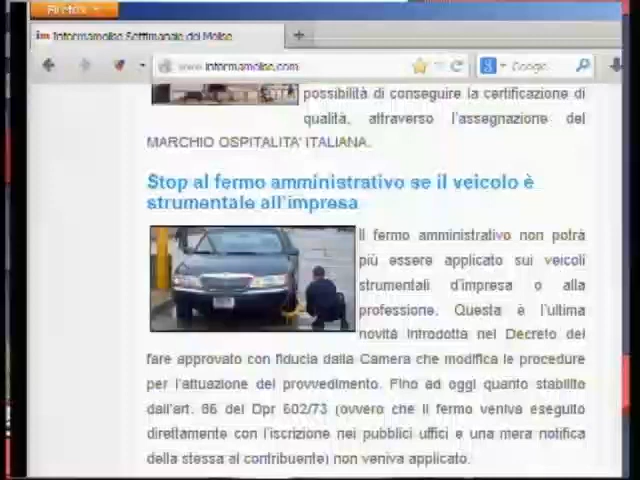 Firefox
Informamolise Settimanale del Molise
www.informamolise.com
Google
possibilità di conseguire la certificazione di
qualità, attraverso l'assegnazione del
MARCHIO OSPITALITA' ITALIANA.
Stop al fermo amministrativo se il veicolo è
strumentale all'impresa
Il fermo amministrativo non potrà
più essere applicato sui veicoli
strumentali d'impresa o alla
professione. Questa è l'ultima
novità introdotta nel Decreto del
fare approvato con fiducia dalla Camera che modifica le procedure
per l'attuazione del provvedimento. Fino ad oggi quanto stabilito
dall'art. 86 del Dpr 602/73 (ovvero che il fermo veniva eseguito
direttamente con l'iscrizione nei pubblici uffici e una mera notifica
della stessa al contribuente) non veniva applicato.